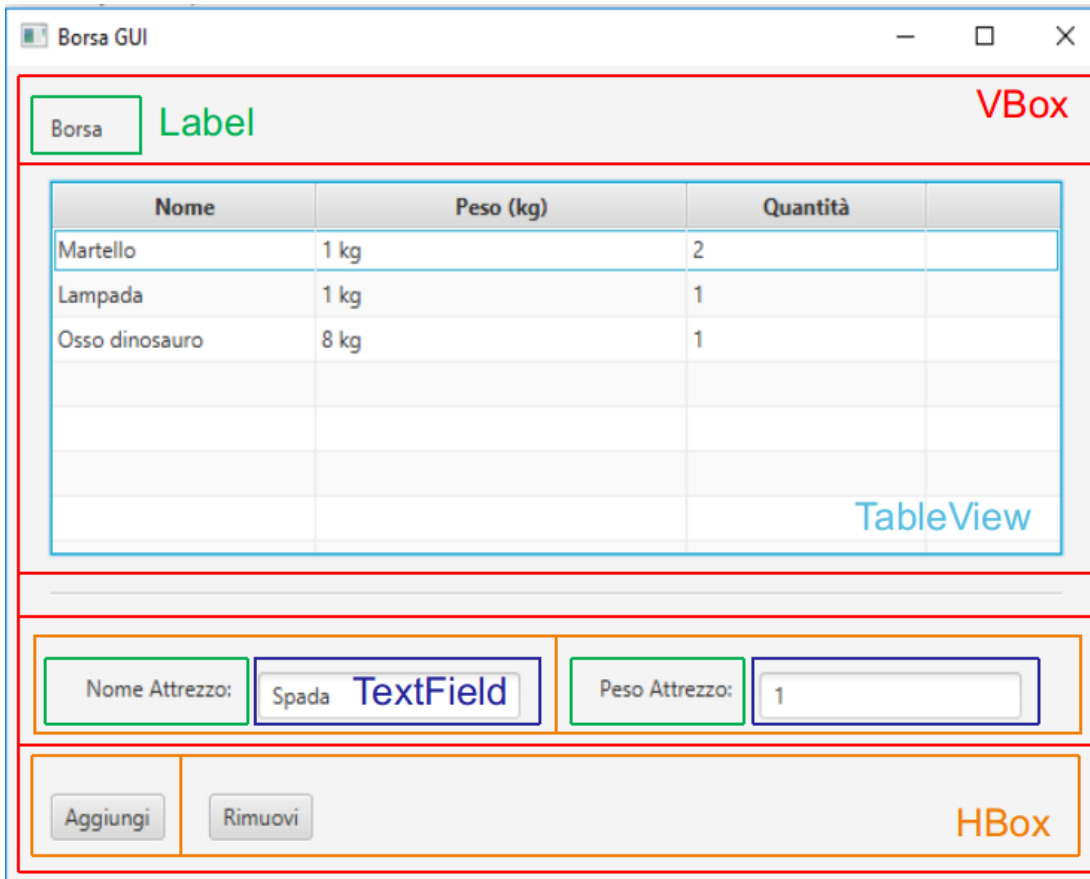 Borsa GUI
Borsa Label VBox
Nome Peso (kg) Quantità
Martello 1 kg 2
Lampada 1 kg 1
Osso dinosauro 8 kg 1
TableView
Nome Attrezzo: Spada TextField Peso Attrezzo: 1
Aggiungi Rimuovi HBox